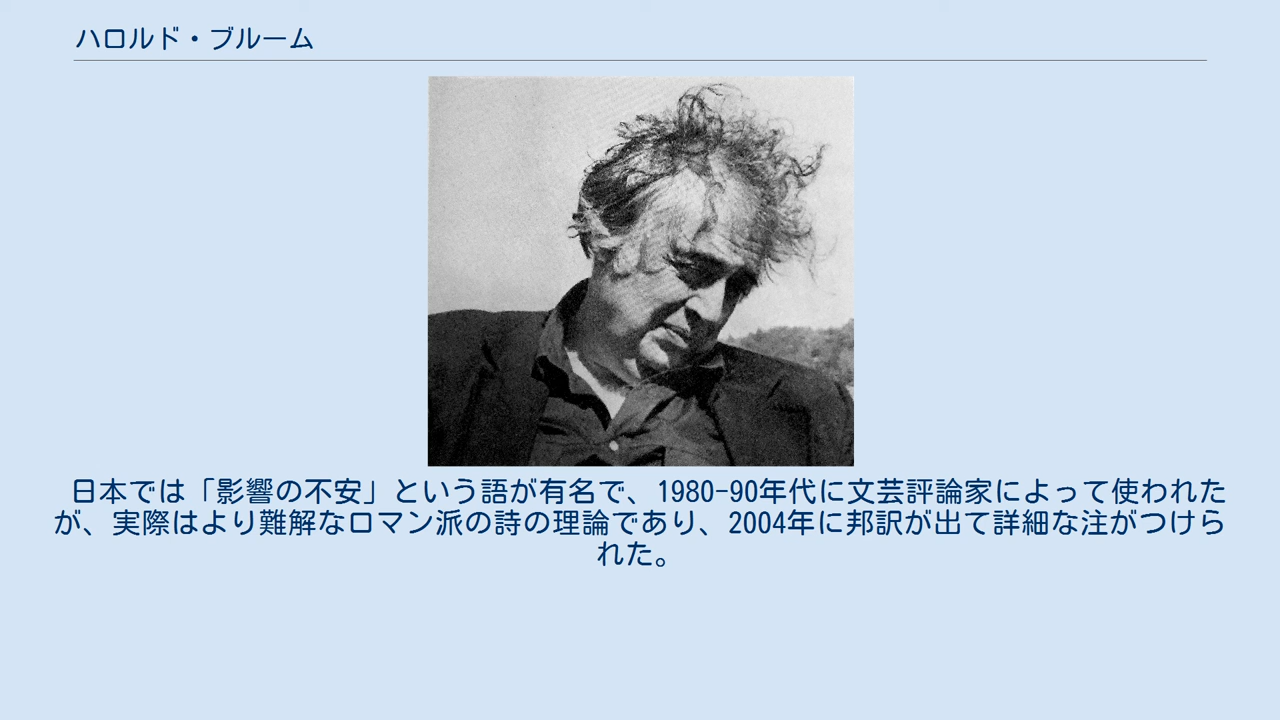 ハロルド・ブルーム
日本では「影響の不安」という語が有名で、1980-90年代に文芸評論家によって使われた
が、実際はより難解なロマン派の詩の理論であり、2004年に邦訳が出て詳細な注がつけら
れた。